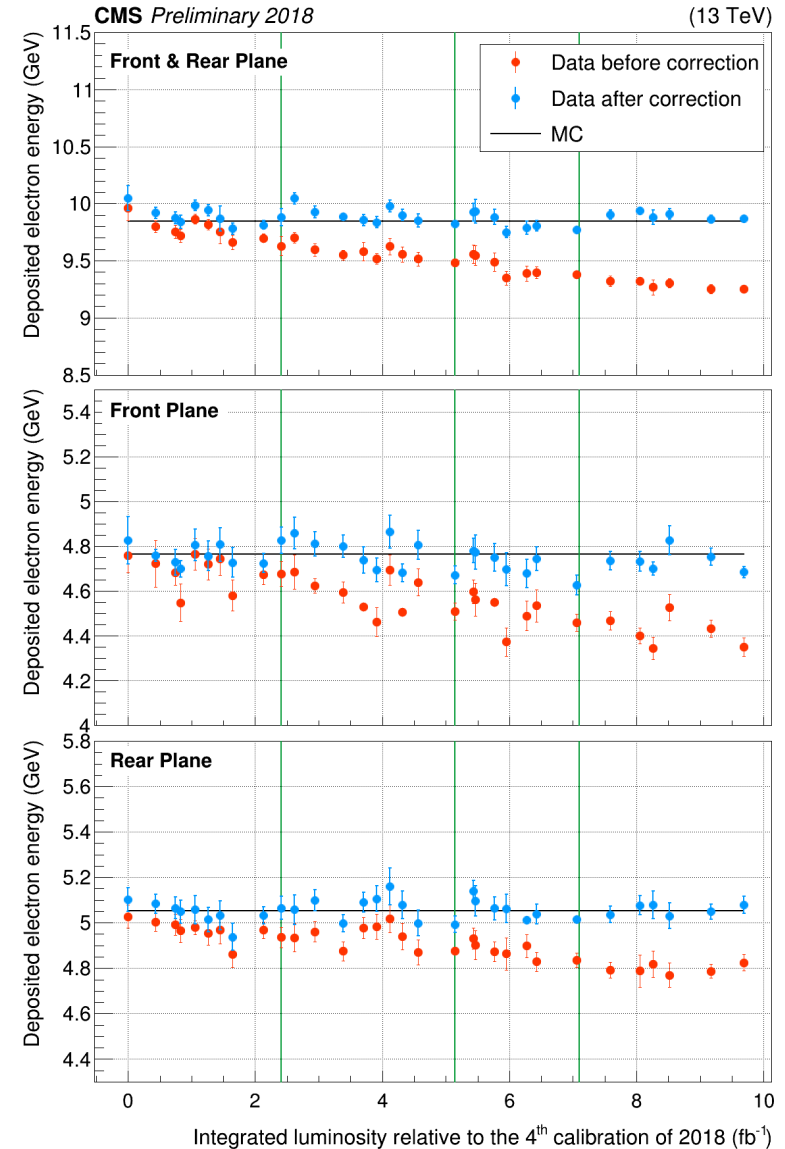 CMS Preliminary 2018 (13 TeV)
Deposited electron energy (GeV)
11.5
11
10.5
10
9.5
9
8.5
Front & Rear Plane
Data before correction
Data after correction
MC
Deposited electron energy (GeV)
5.4
5.2
5
4.8
4.6
4.4
4.2
4
Front Plane
Deposited electron energy (GeV)
5.8
5.6
5.4
5.2
5
4.8
4.6
4.4
Rear Plane
0 2 4 6 8 10
Integrated luminosity relative to the 4th calibration of 2018 (fb-1)